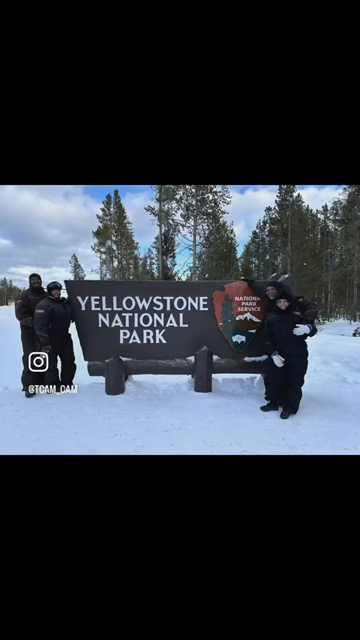 YELLOWSTONE
NATIONAL
PARK
NATIONAL
PARK
SERVICE
@TCAM_CAM